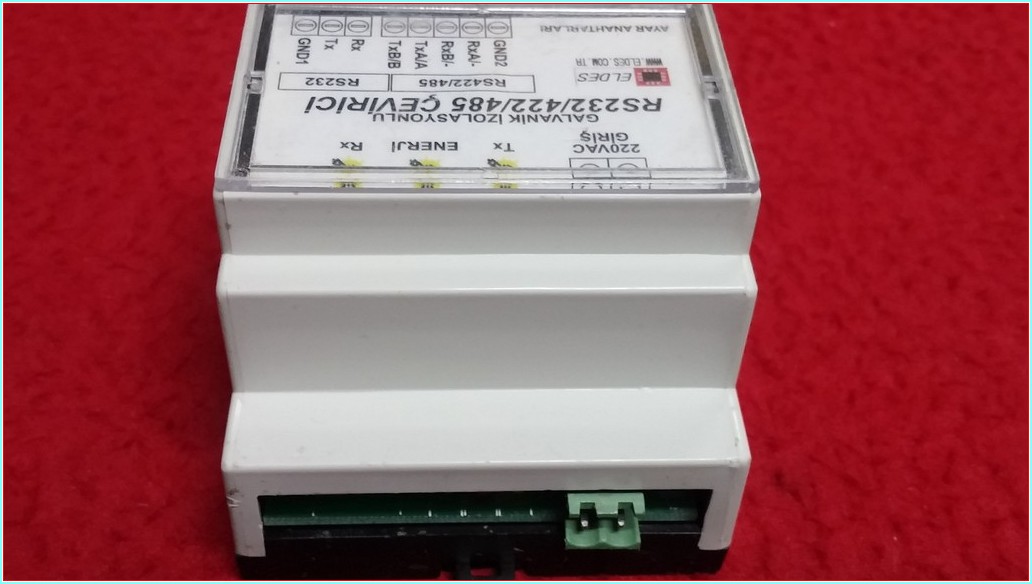 220VAC
GİRİŞ
Tx
ENERJİ
Rx
GALVANİK İZOLASYONLU
RS232/422/485 ÇEVİRİCİ
ELDES
WWW ELDES.COM.TR
RS422/485
RS232
AYAR ANAHTARLARI
GND2
RxA/-
RxB/-
TxA/A
TxB/B
Rx
Tx
GND1